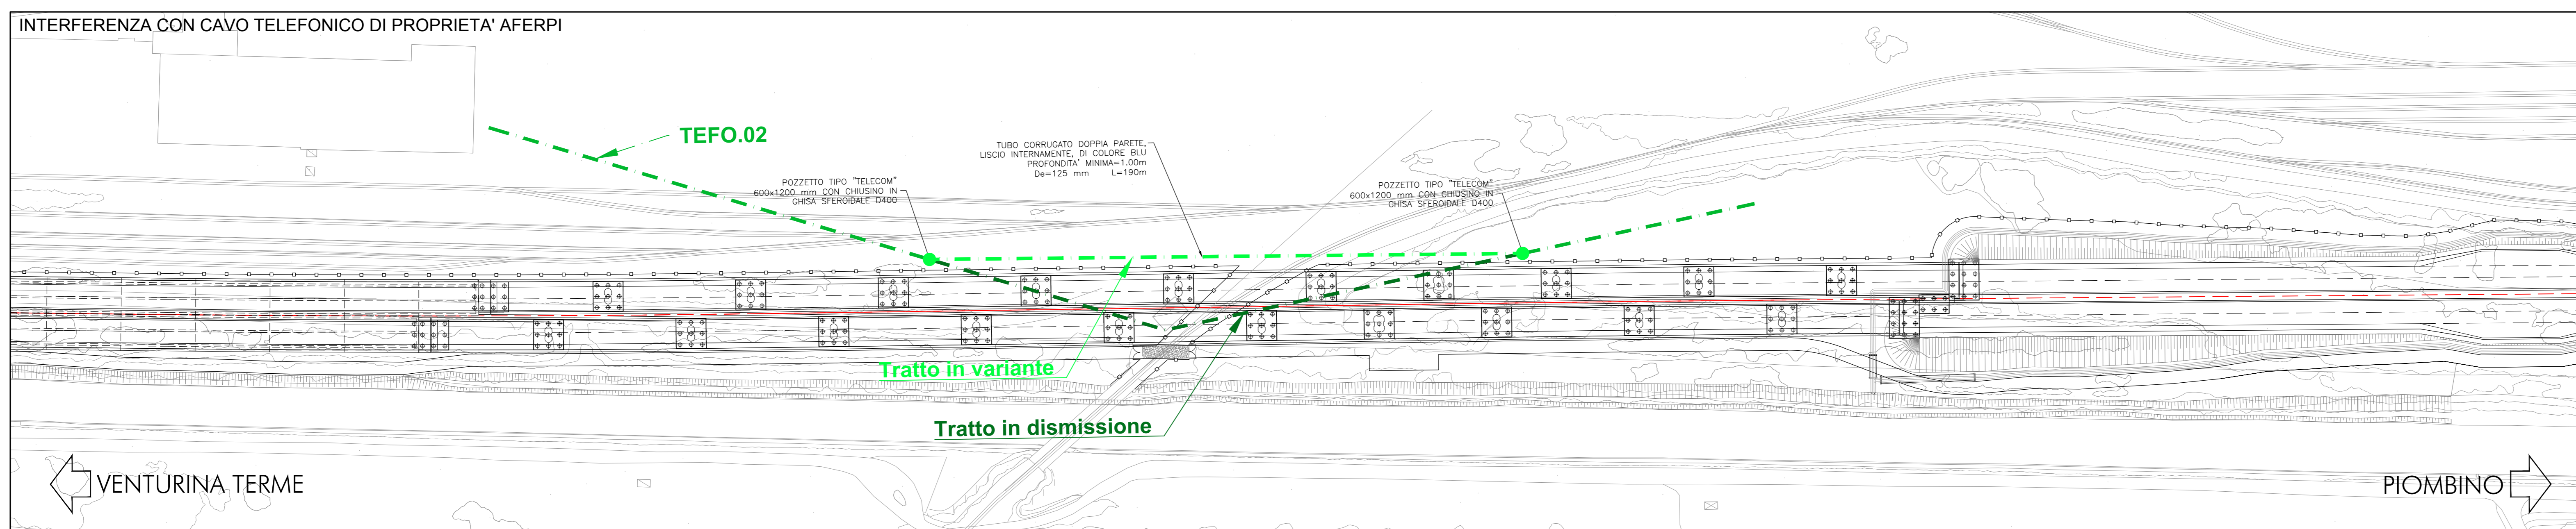 INTERFERENZA CON CAVO TELEFONICO DI PROPRIETA' AFERPI
TEFO.02
TUBO CORRUGATO DOPPIA PARETE,
LISCIO INTERNAMENTE, DI COLORE BLU
PROFONDITA' MINIMA=1.00m
De=125 mm L=190m
POZZETTO TIPO "TELECOM"
600x1200 mm CON CHIUSINO IN
GHISA SFEROIDALE D400
POZZETTO TIPO "TELECOM"
600x1200 mm CON CHIUSINO IN
GHISA SFEROIDALE D400
Tratto in variante
Tratto in dismissione
VENTURINA TERME
PIOMBINO